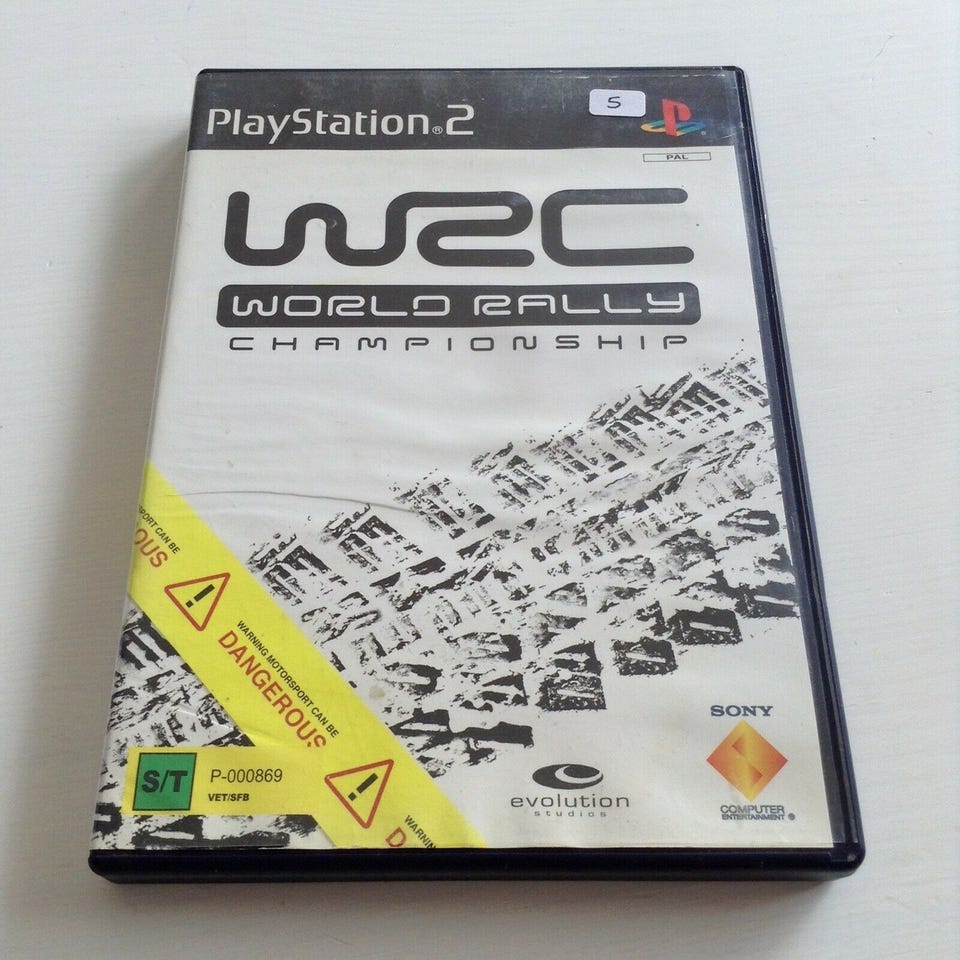 PlayStation®2
5
PAL
WRC
WORLD RALLY
CHAMPIONSHIP
SPORT CAN BE
OUS
WARNING MOTORSPORT CAN BE
DANGEROUS
WARNIN
D
S/T
P-000869
VET/SFB
evolution
studios
SONY
COMPUTER
ENTERTAINMENT ®